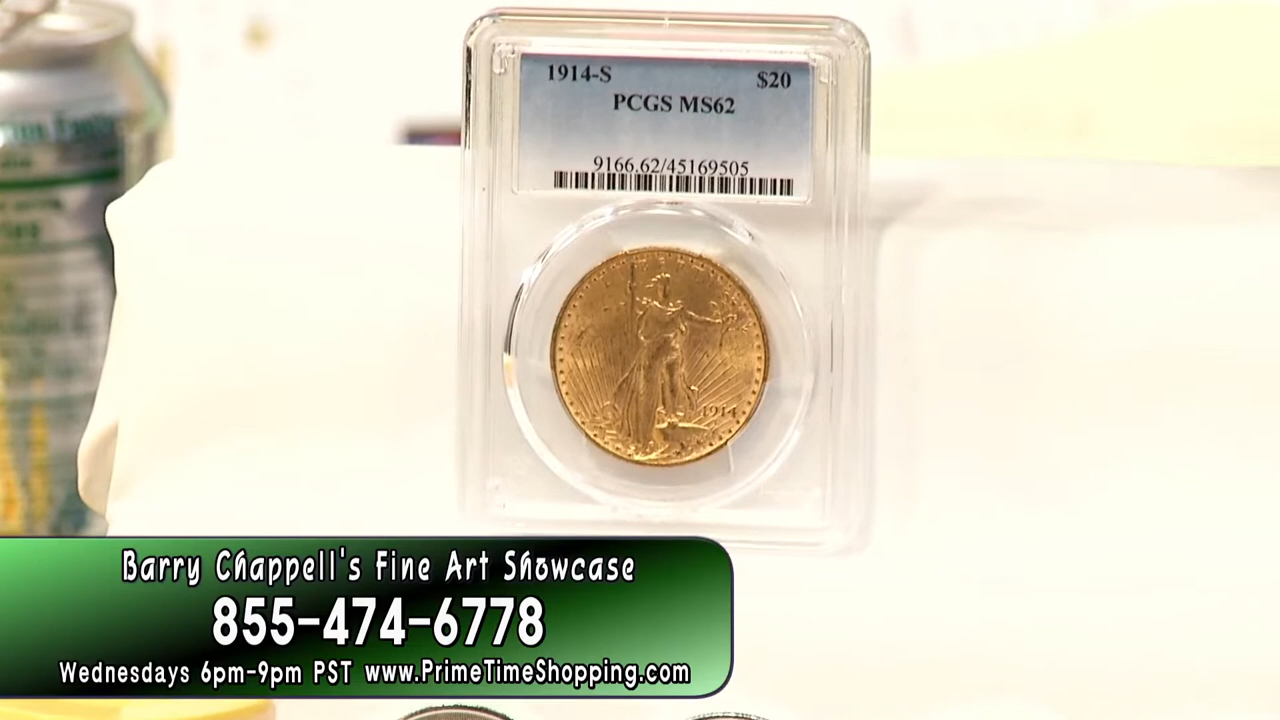 1914-S $20
PCGS MS62
9166.62/45169505
1914
Barry Chappell's Fine Art Showcase
855-474-6778
Wednesdays 6pm-9pm PST www.PrimeTimeShopping.com